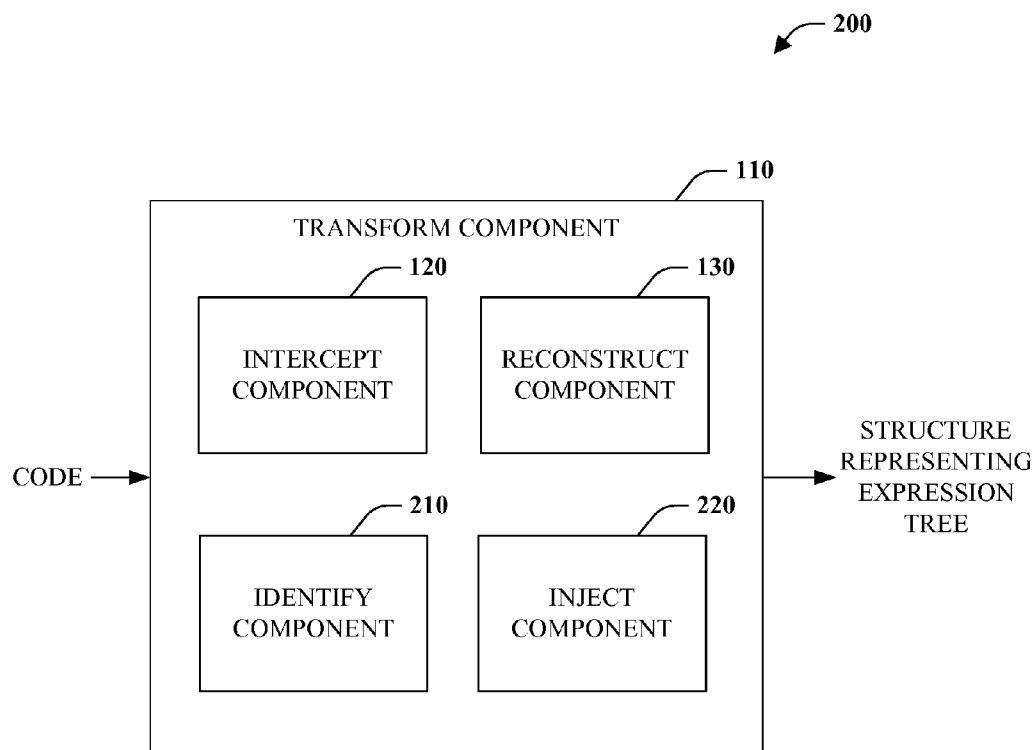 200
110
TRANSFORM COMPONENT
120
130
INTERCEPT
COMPONENT
RECONSTRUCT
COMPONENT
CODE
STRUCTURE
REPRESENTING
EXPRESSION
TREE
210
220
IDENTIFY
COMPONENT
INJECT
COMPONENT